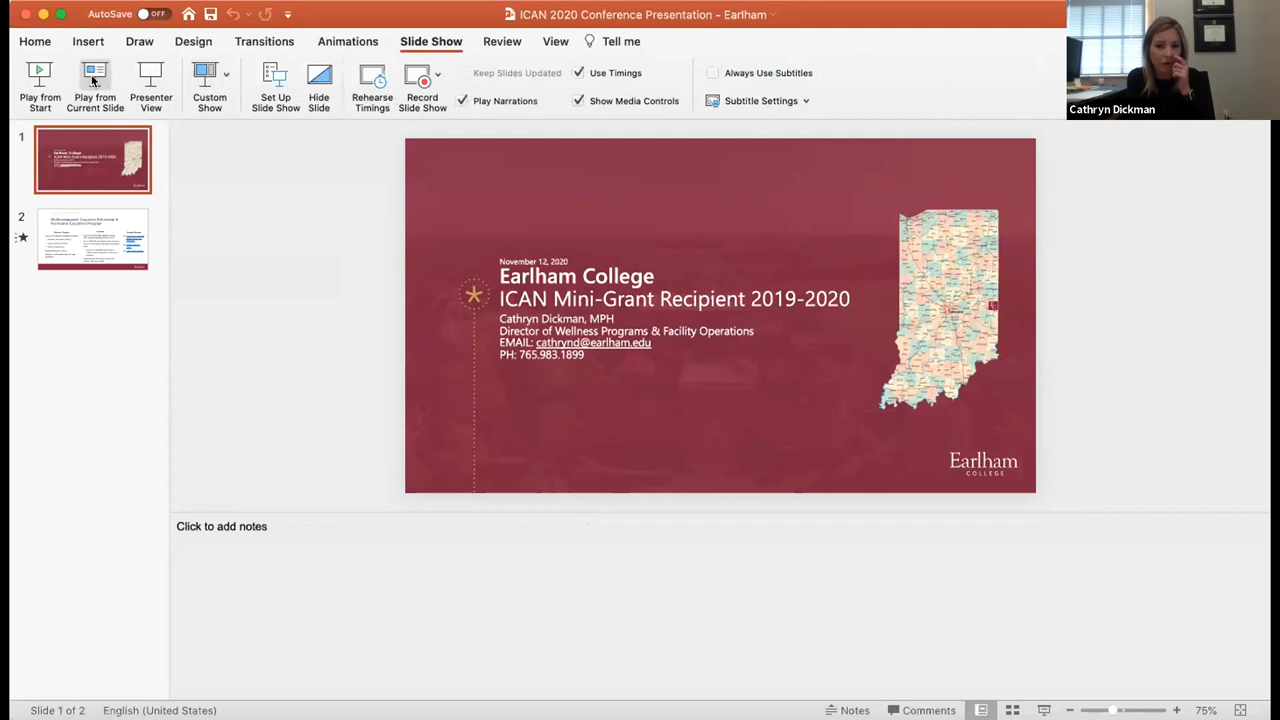 AutoSave OFF
ICAN 2020 Conference Presentation - Earlham
Home Insert Draw Design Transitions Animations Slide Show Review View Tell me
Play from Start
Play from Current Slide
Presenter View
Custom Show
Set Up Slide Show
Hide Slide
Rehearse Timings
Record Slide Show
Keep Slides Updated
Use Timings
Play Narrations
Show Media Controls
Always Use Subtitles
Subtitle Settings
Cathryn Dickman
1
2
November 12, 2020
Earlham College
ICAN Mini-Grant Recipient 2019-2020
Cathryn Dickman, MPH
Director of Wellness Programs & Facility Operations
EMAIL: cathrynd@earlham.edu
PH: 765.983.1899
Earlham
COLLEGE
Click to add notes
Slide 1 of 2 English (United States) Notes Comments 75%